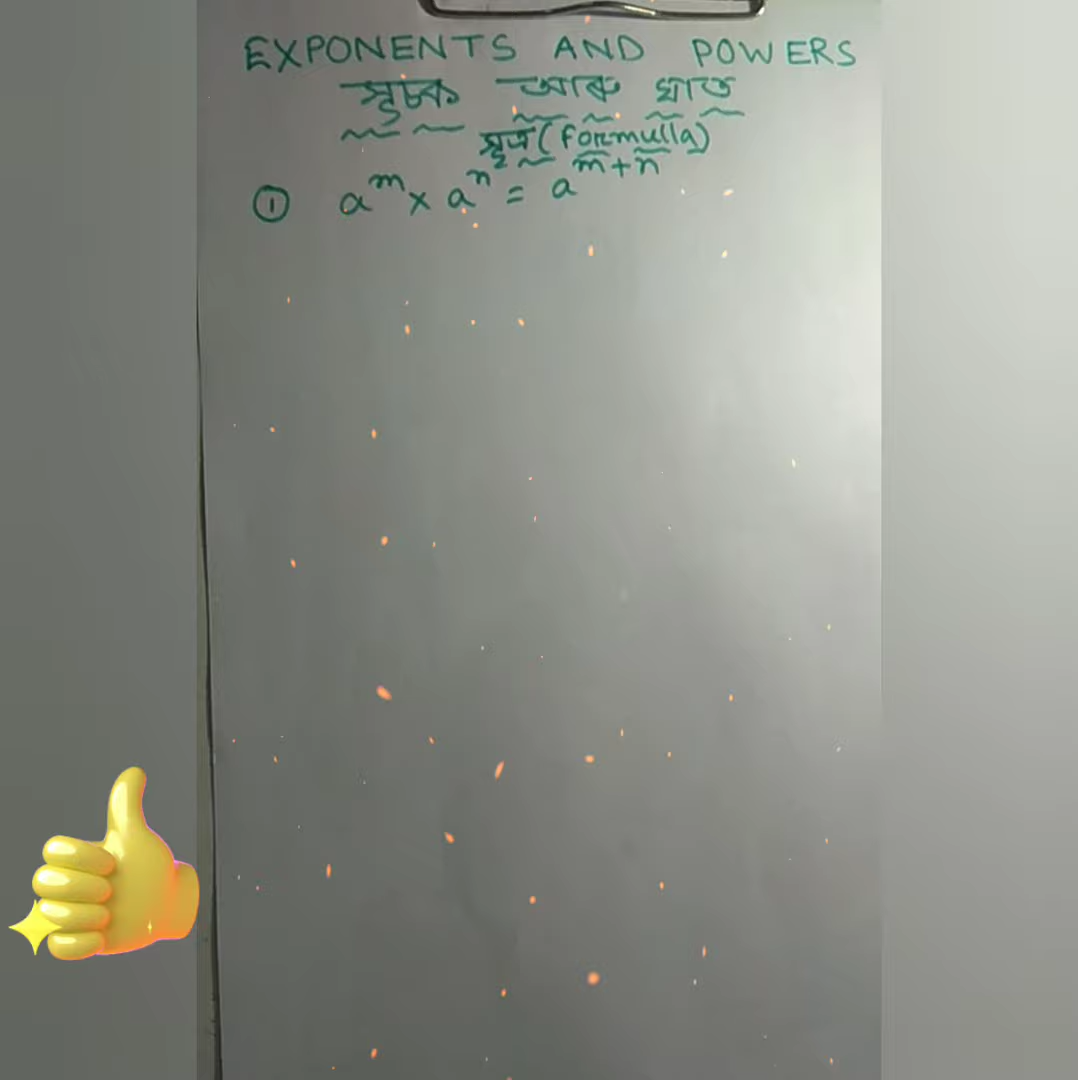 EXPONENTS AND POWERS
সূচক আৰু ঘাত
সূত্ৰ (formulla)
① a^m × a^n = a^{m+n}